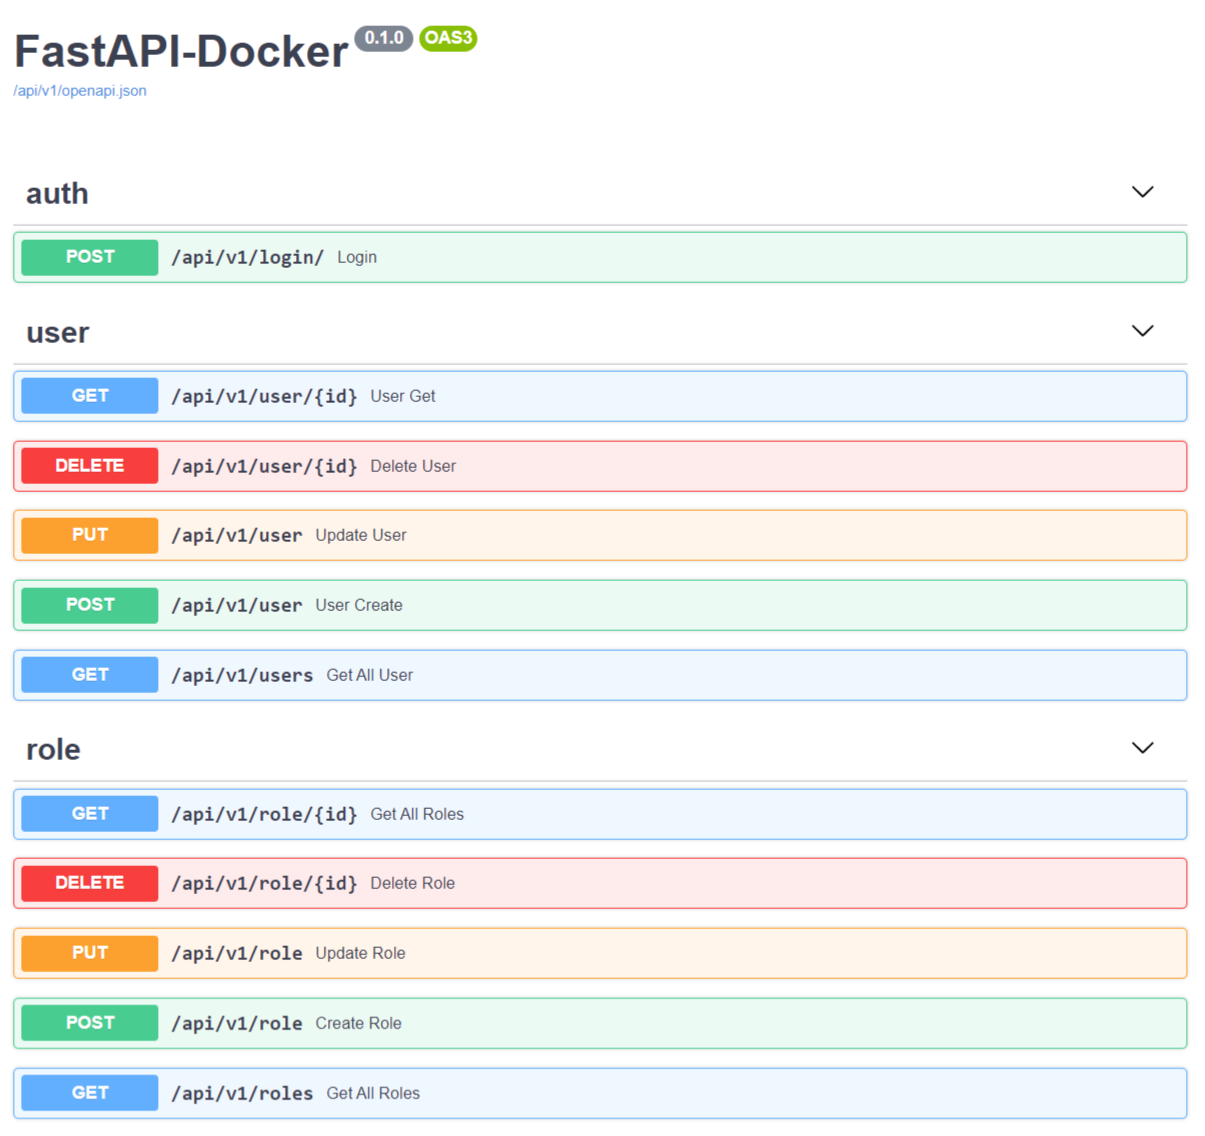 FastAPI-Docker 0.1.0 OAS3
/api/v1/openapi.json
auth
POST /api/v1/login/ Login
user
GET /api/v1/user/{id} User Get
DELETE /api/v1/user/{id} Delete User
PUT /api/v1/user Update User
POST /api/v1/user User Create
GET /api/v1/users Get All User
role
GET /api/v1/role/{id} Get All Roles
DELETE /api/v1/role/{id} Delete Role
PUT /api/v1/role Update Role
POST /api/v1/role Create Role
GET /api/v1/roles Get All Roles